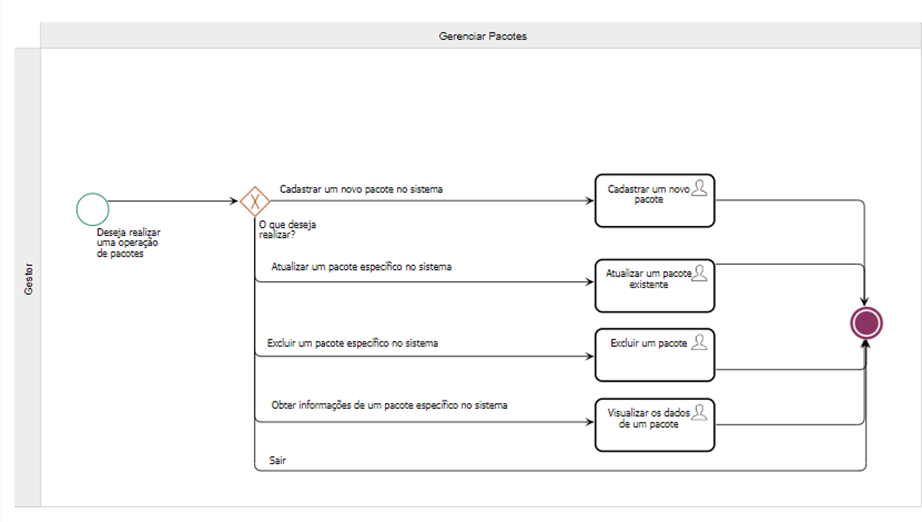 Gerenciar Pacotes
Gestor
Deseja realizar
uma operação
de pacotes
X
O que deseja
realizar?
Cadastrar um novo pacote no sistema
Cadastrar um novo
pacote
Atualizar um pacote específico no sistema
Atualizar um pacote
existente
Excluir um pacote específico no sistema
Excluir um pacote
Obter informações de um pacote específico no sistema
Visualizar os dados
de um pacote
Sair